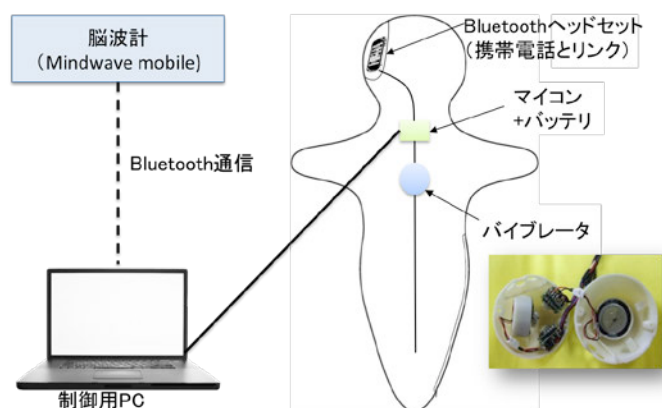 脳波計
（Mindwave mobile)
Bluetooth通信
制御用PC
Bluetoothヘッドセット
（携帯電話とリンク）
マイコン
+バッテリ
バイブレータ